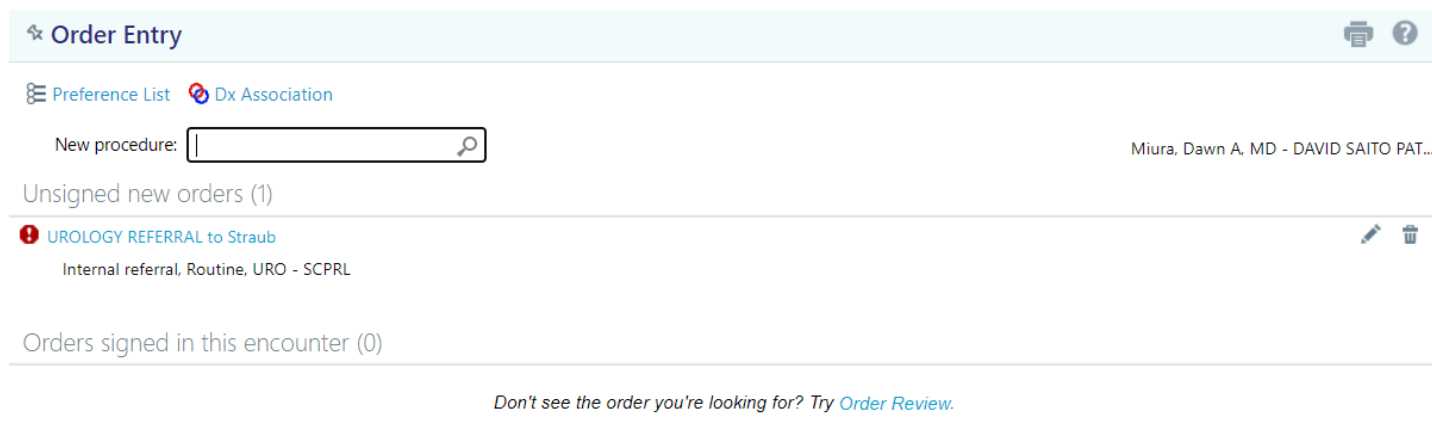 Order Entry
Preference List Dx Association
New procedure:
Miura, Dawn A, MD - DAVID SAITO PAT...
Unsigned new orders (1)
UROLOGY REFERRAL to Straub
Internal referral, Routine, URO - SCPRL
Orders signed in this encounter (0)
Don't see the order you're looking for? Try Order Review.